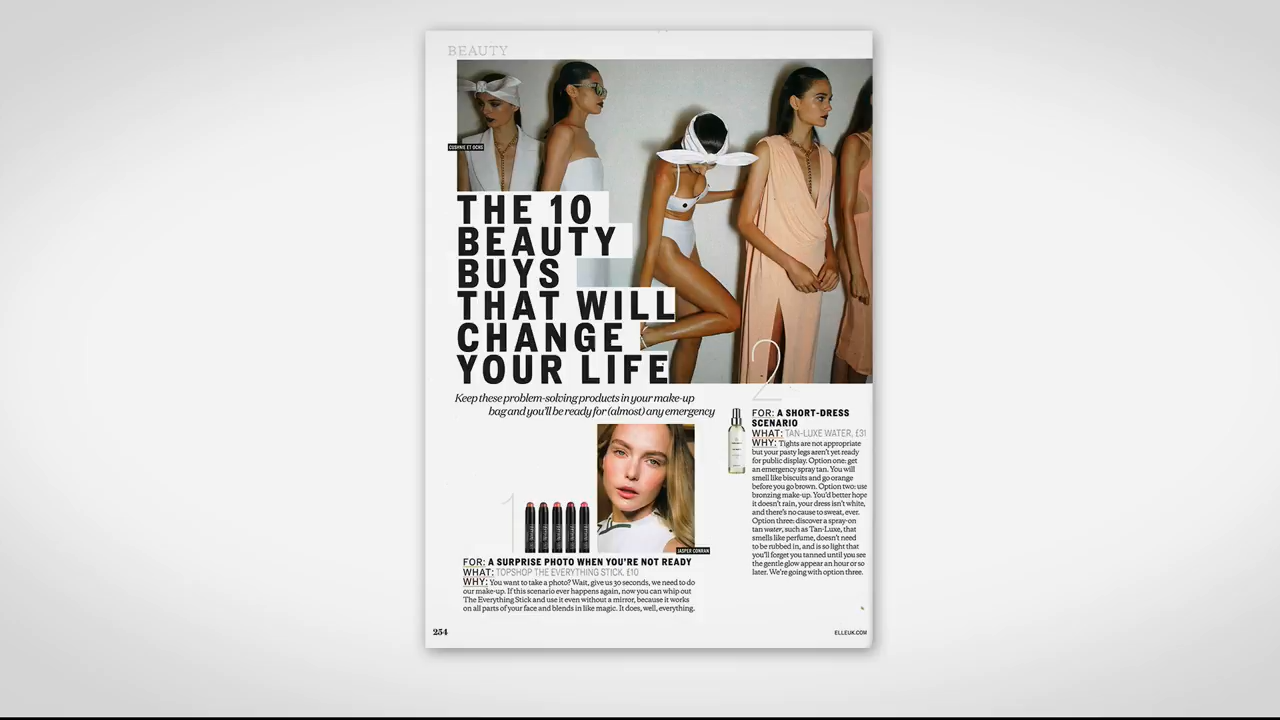 BEAUTY
CUSHNIE ET OCHS
THE 10
BEAUTY
BUYS
THAT WILL
CHANGE
YOUR LIFE
Keep these problem-solving products in your make-up
bag and you'll be ready for (almost) any emergency
1
JASPER CONRAN
FOR: A SURPRISE PHOTO WHEN YOU'RE NOT READY
WHAT: TOPSHOP THE EVERYTHING STICK, £10
WHY: You want to take a photo? Wait, give us 30 seconds, we need to do
our make-up. If this scenario ever happens again, now you can whip out
The Everything Stick and use it even without a mirror, because it works
on all parts of your face and blends in like magic. It does, well, everything.
2
FOR: A SHORT-DRESS
SCENARIO
WHAT: TAN-LUXE WATER, £31
WHY: Tights are not appropriate
but your pasty legs aren't yet ready
for public display. Option one: get
an emergency spray tan. You will
smell like biscuits and go orange
before you go brown. Option two: use
bronzing make-up. You'd better hope
it doesn't rain, your dress isn't white,
and there's no cause to sweat, ever.
Option three: discover a spray-on
tan water, such as Tan-Luxe, that
smells like perfume, doesn't need
to be rubbed in, and is so light that
you'll forget you tanned until you see
the gentle glow appear an hour or so
later. We're going with option three.
254
ELLEUK.COM